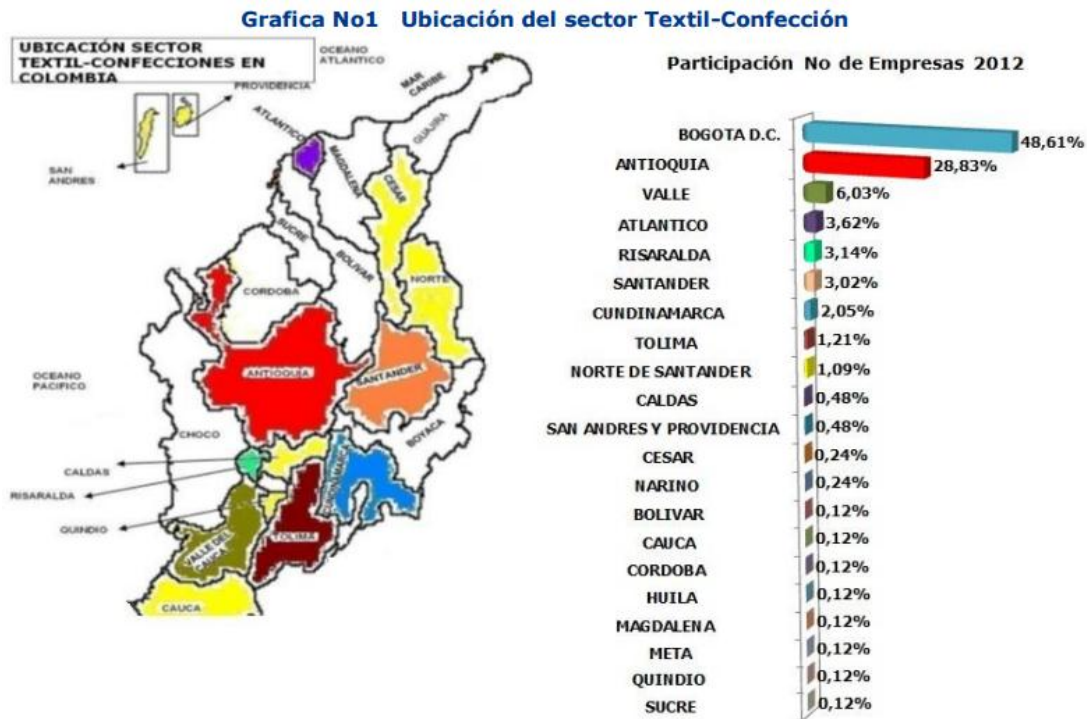 Grafica No1 Ubicación del sector Textil-Confección
UBICACIÓN SECTOR
TEXTIL-CONFECCIONES EN
COLOMBIA
OCEANO
ATLANTICO
PROVIDENCIA
MAR
CARIBE
ATLANTICO
GUAJIRA
MAGDALENA
SAN
ANDRES
CESAR
SUCRE
BOLIVAR
NORTE
CORDOBA
OCEANO
PACIFICO
ANTIOQUIA
SANTANDER
CHOCO
BOYACA
CALDAS
RISARALDA
CUNDINAMARCA
QUINDIO
VALLE DEL
CAUCA
TOLIMA
CAUCA
Participación No de Empresas 2012
BOGOTA D.C. 48,61%
ANTIOQUIA 28,83%
VALLE 6,03%
ATLANTICO 3,62%
RISARALDA 3,14%
SANTANDER 3,02%
CUNDINAMARCA 2,05%
TOLIMA 1,21%
NORTE DE SANTANDER 1,09%
CALDAS 0,48%
SAN ANDRES Y PROVIDENCIA 0,48%
CESAR 0,24%
NARINO 0,24%
BOLIVAR 0,12%
CAUCA 0,12%
CORDOBA 0,12%
HUILA 0,12%
MAGDALENA 0,12%
META 0,12%
QUINDIO 0,12%
SUCRE 0,12%